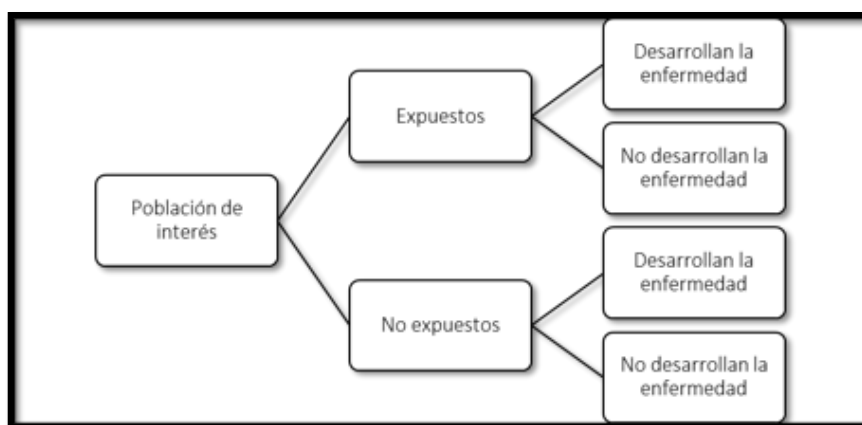 Población de
interés
Expuestos
No expuestos
Desarrollan la
enfermedad
No desarrollan la
enfermedad
Desarrollan la
enfermedad
No desarrollan la
enfermedad